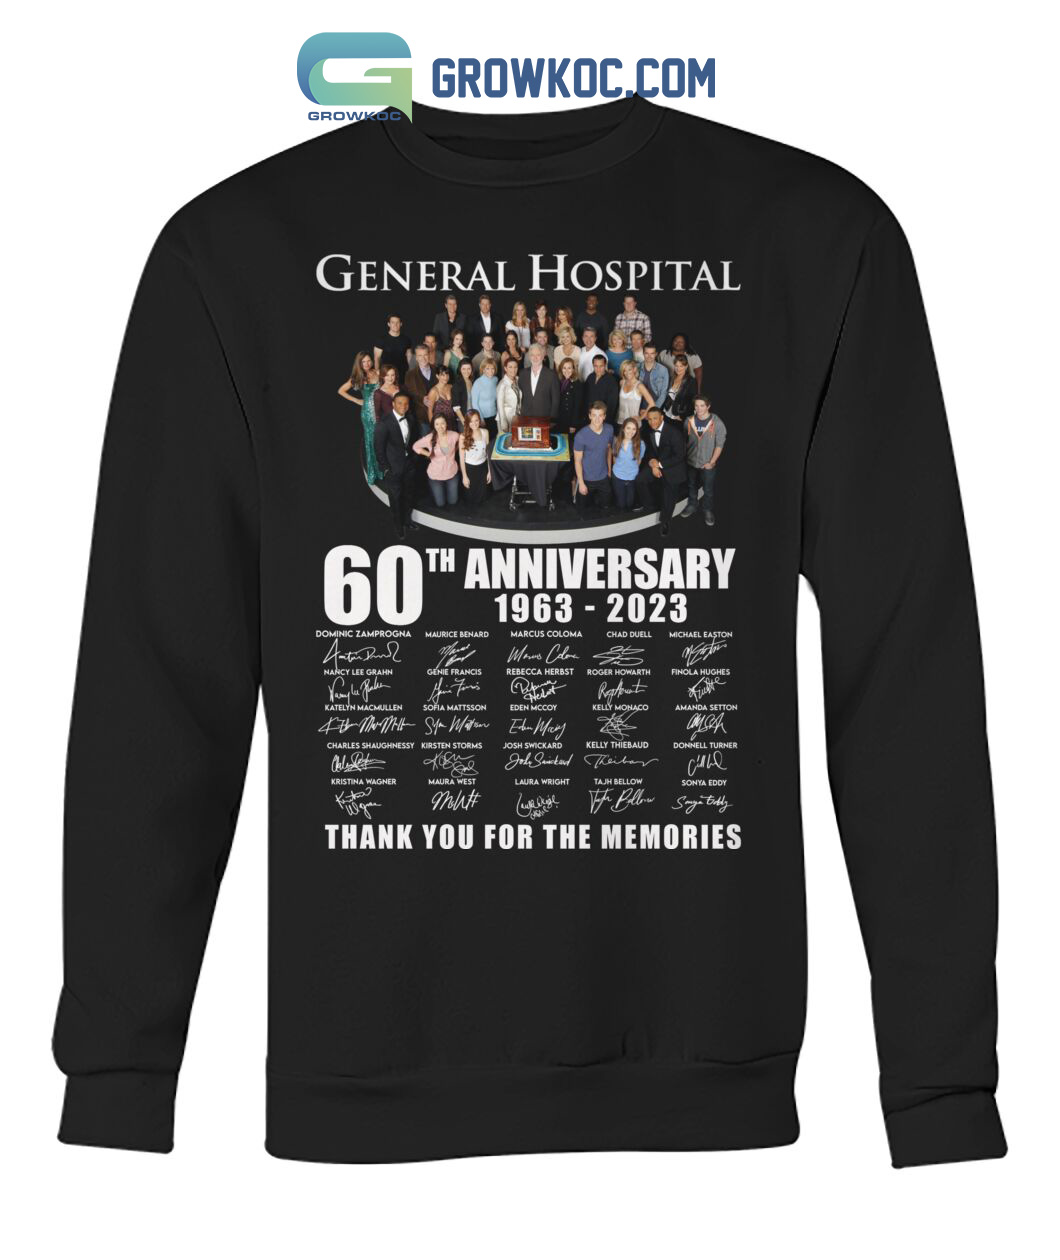 GROWKOC.COM
GROWKOC
GENERAL HOSPITAL
60TH ANNIVERSARY
1963 - 2023
DOMINIC ZAMPROGNA MAURICE BENARD MARCUS COLOMA CHAD DUELL MICHAEL EASTON
NANCY LEE GRAHN GENIE FRANCIS REBECCA HERBST ROGER HOWARTH FINOLA HUGHES
KATELYN MACMULLEN SOFIA MATTSSON EDEN MCCOY KELLY MONACO AMANDA SETTON
CHARLES SHAUGHNESSY KIRSTEN STORMS JOSH SWICKARD KELLY THIEBAUD DONNELL TURNER
KRISTINA WAGNER MAURA WEST LAURA WRIGHT TAJH BELLOW SONYA EDDY
THANK YOU FOR THE MEMORIES